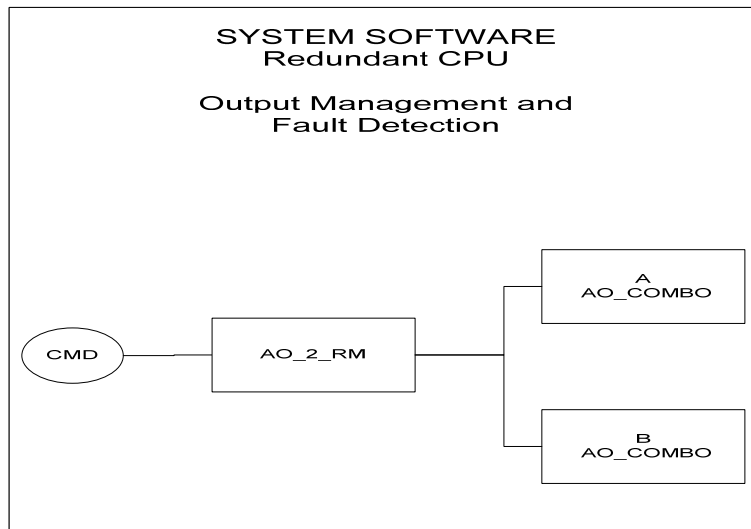 SYSTEM SOFTWARE
Redundant CPU
Output Management and
Fault Detection
A
AO_COMBO
CMD
AO_2_RM
B
AO_COMBO